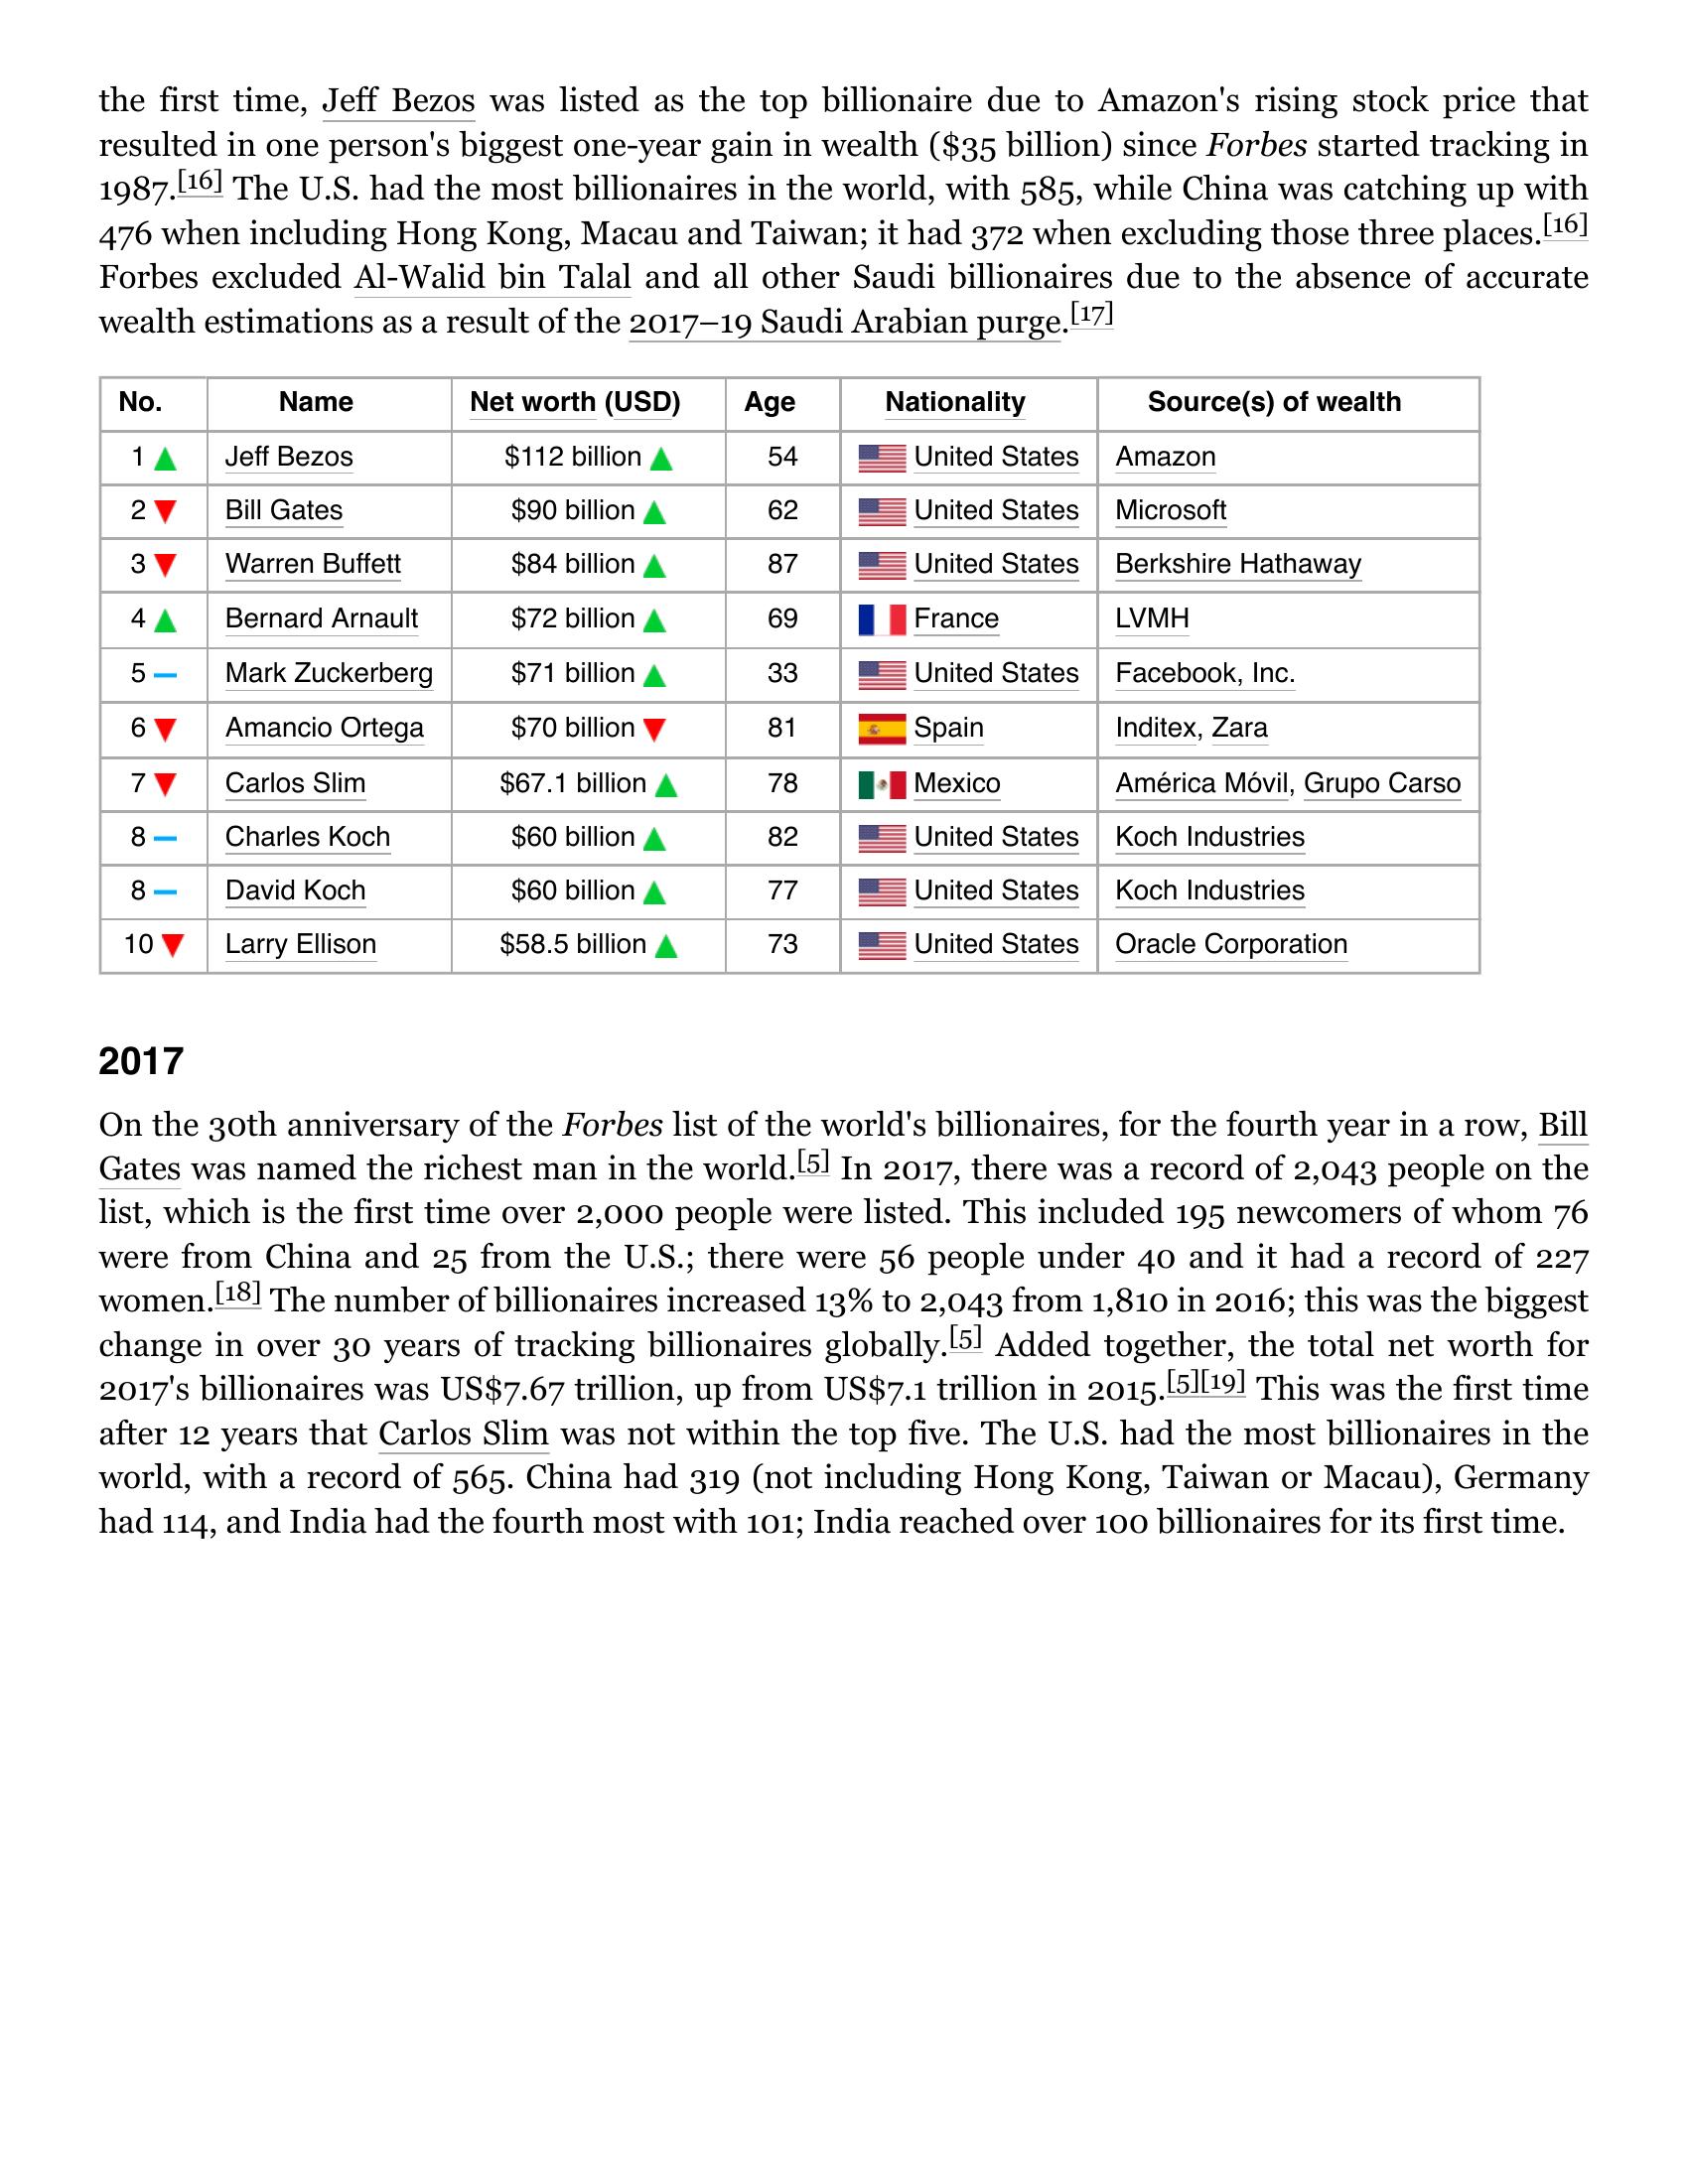 the first time, Jeff Bezos was listed as the top billionaire due to Amazon's rising stock price that
resulted in one person's biggest one-year gain in wealth ($35 billion) since Forbes started tracking in
1987.[16] The U.S. had the most billionaires in the world, with 585, while China was catching up with
476 when including Hong Kong, Macau and Taiwan; it had 372 when excluding those three places.[16]
Forbes excluded Al-Walid bin Talal and all other Saudi billionaires due to the absence of accurate
wealth estimations as a result of the 2017–19 Saudi Arabian purge.[17]
No. Name Net worth (USD) Age Nationality Source(s) of wealth
1 Jeff Bezos $112 billion 54 United States Amazon
2 Bill Gates $90 billion 62 United States Microsoft
3 Warren Buffett $84 billion 87 United States Berkshire Hathaway
4 Bernard Arnault $72 billion 69 France LVMH
5 Mark Zuckerberg $71 billion 33 United States Facebook, Inc.
6 Amancio Ortega $70 billion 81 Spain Inditex, Zara
7 Carlos Slim $67.1 billion 78 Mexico América Móvil, Grupo Carso
8 Charles Koch $60 billion 82 United States Koch Industries
8 David Koch $60 billion 77 United States Koch Industries
10 Larry Ellison $58.5 billion 73 United States Oracle Corporation
2017
On the 30th anniversary of the Forbes list of the world's billionaires, for the fourth year in a row, Bill
Gates was named the richest man in the world.[5] In 2017, there was a record of 2,043 people on the
list, which is the first time over 2,000 people were listed. This included 195 newcomers of whom 76
were from China and 25 from the U.S.; there were 56 people under 40 and it had a record of 227
women.[18] The number of billionaires increased 13% to 2,043 from 1,810 in 2016; this was the biggest
change in over 30 years of tracking billionaires globally.[5] Added together, the total net worth for
2017's billionaires was US$7.67 trillion, up from US$7.1 trillion in 2015.[5][19] This was the first time
after 12 years that Carlos Slim was not within the top five. The U.S. had the most billionaires in the
world, with a record of 565. China had 319 (not including Hong Kong, Taiwan or Macau), Germany
had 114, and India had the fourth most with 101; India reached over 100 billionaires for its first time.